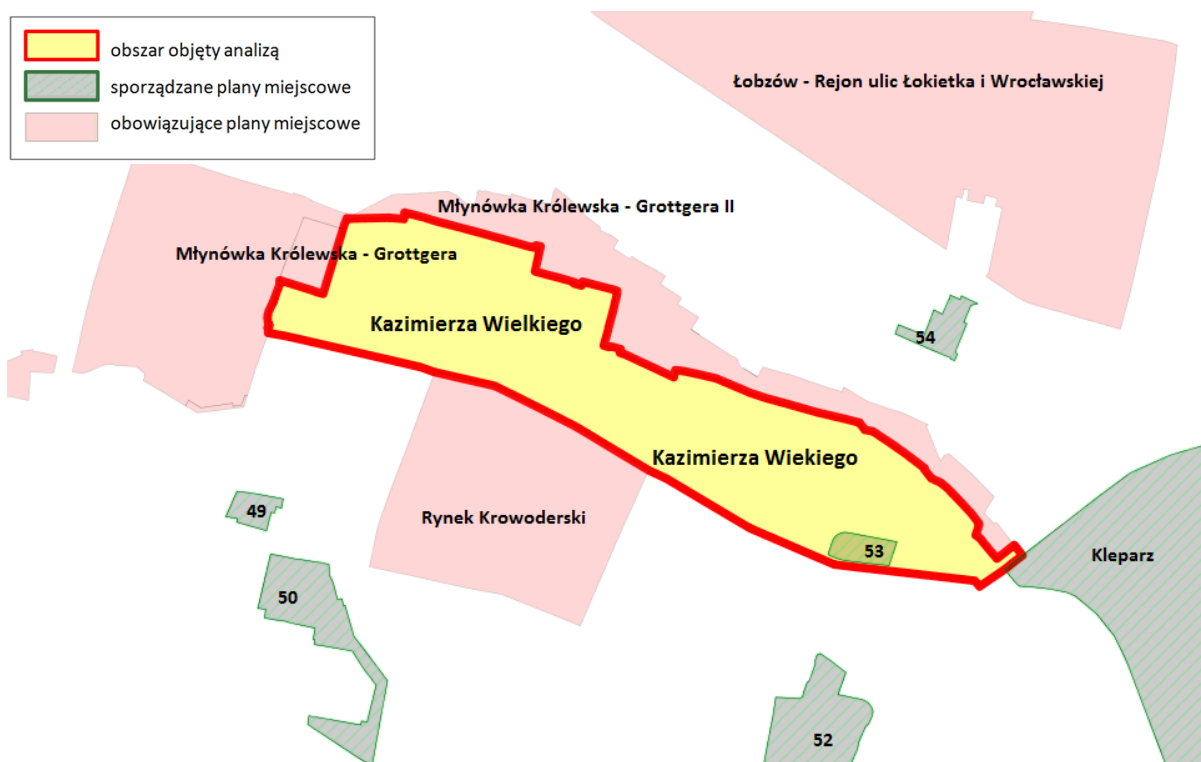 obszar objęty analizą
sporządzane plany miejscowe
obowiązujące plany miejscowe
Łobzów - Rejon ulic Łokietka i Wrocławskiej
Młynówka Królewska - Grottgera II
Młynówka Królewska - Grottgera
Kazimierza Wielkiego
54
Kazimierza Wiekiego
49
Rynek Krowoderski
53
Kleparz
50
52